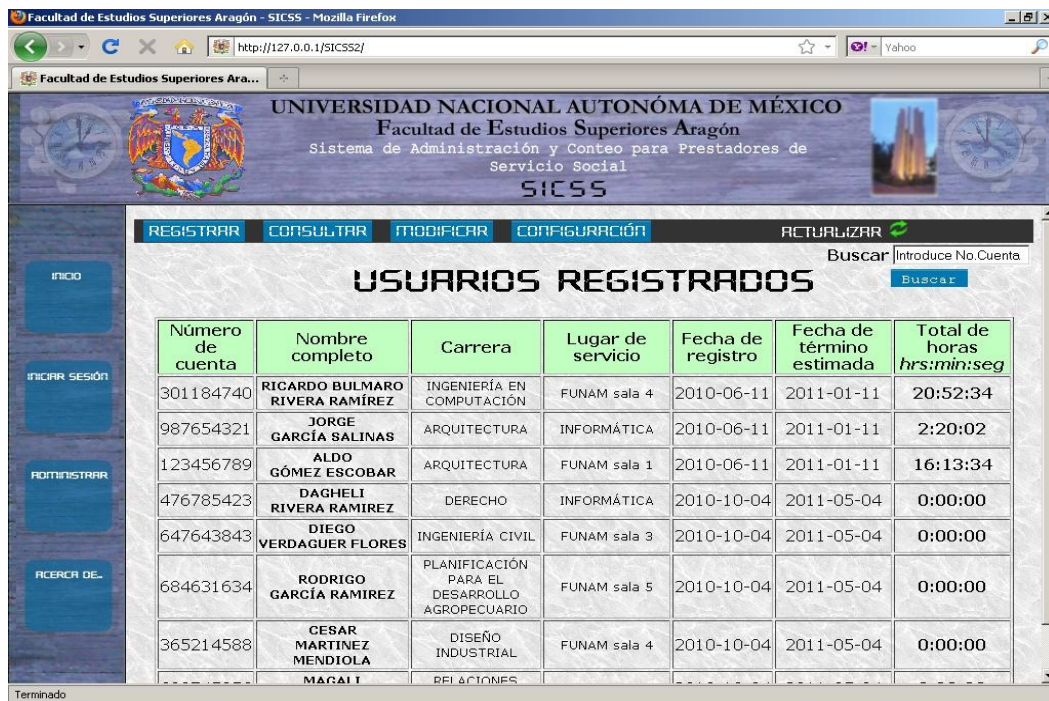 Facultad de Estudios Superiores Aragón - SICSS - Mozilla Firefox
http://127.0.0.1/SICSS2/
Yahoo
Facultad de Estudios Superiores Ara...
UNIVERSIDAD NACIONAL AUTONÓMA DE MÉXICO
Facultad de Estudios Superiores Aragón
Sistema de Administración y Conteo para Prestadores de
Servicio Social
SICSS
REGISTRAR CONSULTAR MODIFICAR CONFIGURACIÓN ACTUALIZAR
Buscar Introduce No.Cuenta
Buscar
INICIO
INICIAR SESIÓN
ADMINISTRAR
ACERCA DE..
USUARIOS REGISTRADOS
Número de cuenta Nombre completo Carrera Lugar de servicio Fecha de registro Fecha de término estimada Total de horas hrs:min:seg
301184740 RICARDO BULMARO RIVERA RAMÍREZ INGENIERÍA EN COMPUTACIÓN FUNAM sala 4 2010-06-11 2011-01-11 20:52:34
987654321 JORGE GARCÍA SALINAS ARQUITECTURA INFORMÁTICA 2010-06-11 2011-01-11 2:20:02
123456789 ALDO GÓMEZ ESCOBAR ARQUITECTURA FUNAM sala 1 2010-06-11 2011-01-11 16:13:34
476785423 DAGHELI RIVERA RAMIREZ DERECHO INFORMÁTICA 2010-10-04 2011-05-04 0:00:00
647643843 DIEGO VERDAGUER FLORES INGENIERÍA CIVIL FUNAM sala 3 2010-10-04 2011-05-04 0:00:00
684631634 RODRIGO GARCÍA RAMIREZ PLANIFICACIÓN PARA EL DESARROLLO AGROPECUARIO FUNAM sala 5 2010-10-04 2011-05-04 0:00:00
365214588 CESAR MARTINEZ MENDIOLA DISEÑO INDUSTRIAL FUNAM sala 4 2010-10-04 2011-05-04 0:00:00
MAGALI RELACIONES
Terminado